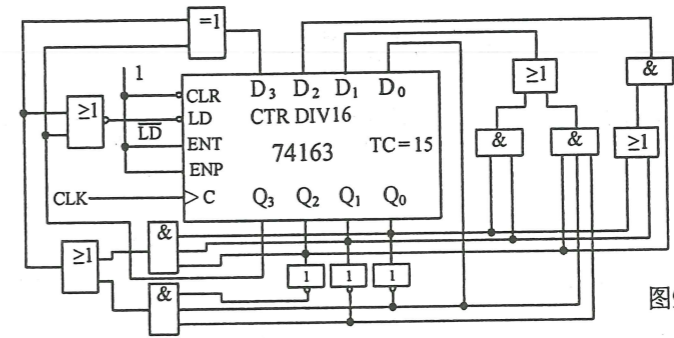 =1
1
≥1
LD
CLR
LD
ENT
ENP
C
CLK
D3 D2 D1 D0
CTR DIV16
74163
TC=15
Q3 Q2 Q1 Q0
≥1
&
&
&
≥1
&
≥1
&
1
1
1
图